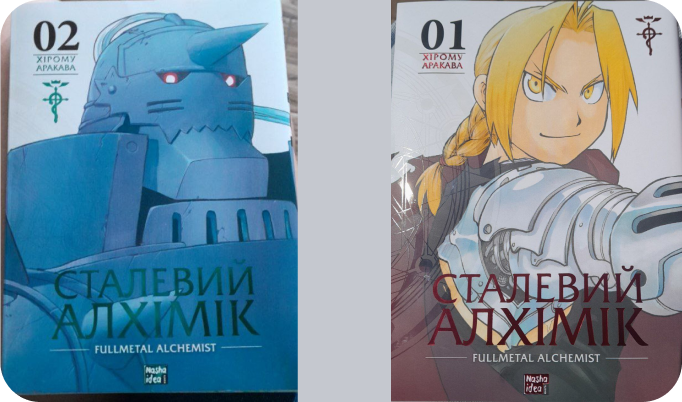 02
ХІРОМУ
АРАКАВА
СТАЛЕВИЙ
АЛХІМІК
FULLMETAL ALCHEMIST
Nasha
idea
01
ХІРОМУ
АРАКАВА
СТАЛЕВИЙ
АЛХІМІК
FULLMETAL ALCHEMIST
Nasha
idea